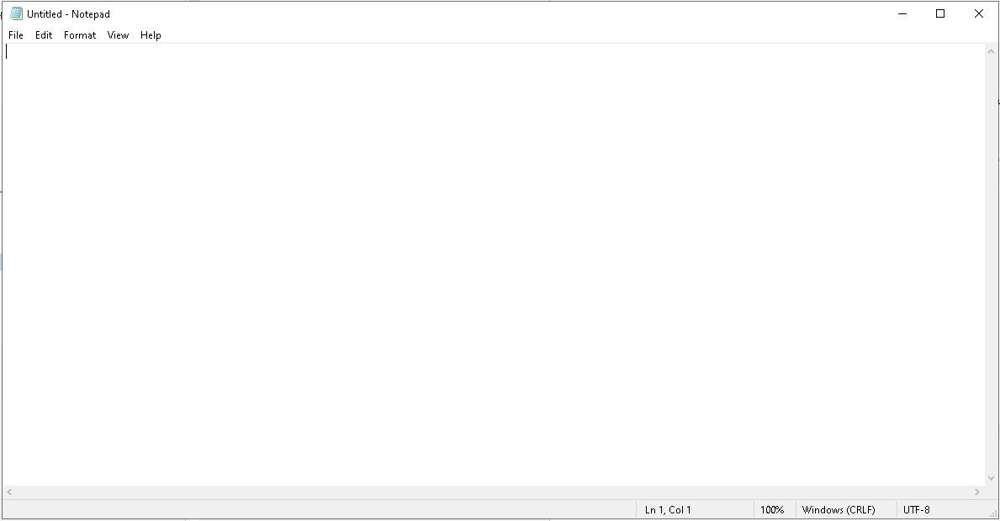 Untitled - Notepad
File Edit Format View Help
Ln 1, Col 1 100% Windows (CRLF) UTF-8